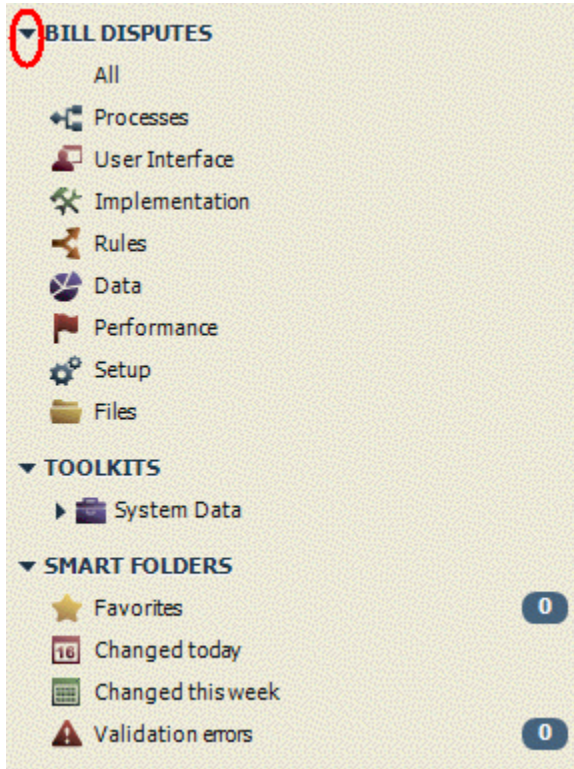 BILL DISPUTES
All
Processes
User Interface
Implementation
Rules
Data
Performance
Setup
Files
TOOLKITS
System Data
SMART FOLDERS
Favorites 0
16 Changed today
Changed this week
Validation errors 0